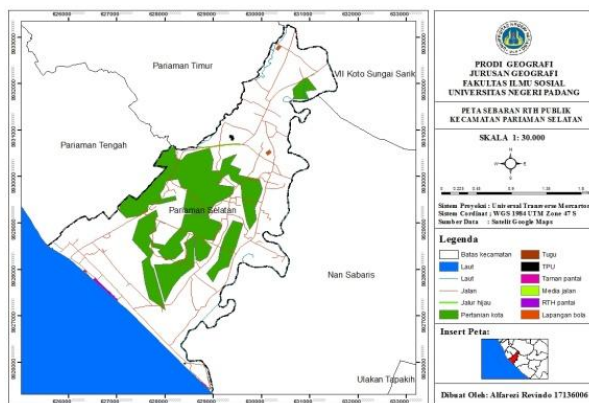 Pariaman Timur
VII Koto Sungai Sarik
Pariaman Tengah
Pariaman Selatan
Nan Sabaris
Ulakan Tapakih
PRODI GEOGRAFI
JURUSAN GEOGRAFI
FAKULTAS ILMU SOSIAL
UNIVERSITAS NEGERI PADANG
PETA SEBARAN RTH PUBLIK
KECAMATAN PARIAMAN SELATAN
SKALA 1: 30.000
Sistem Proyeksi : Universal Transverse Mercartor
Sistem Cordinat : WGS 1984 UTM Zone 47 S
Sumber Data : Satelit Google Maps
Legenda
Batas kecamatan
Laut
Laut
Jalan
Jalur hijau
Pertaman kota
Tugu
TPU
Taman pantai
Media jalan
RTH pantai
Lapangan bola
Insert Peta:
Dibuat Oleh: Alfarezi Revindo 17136006